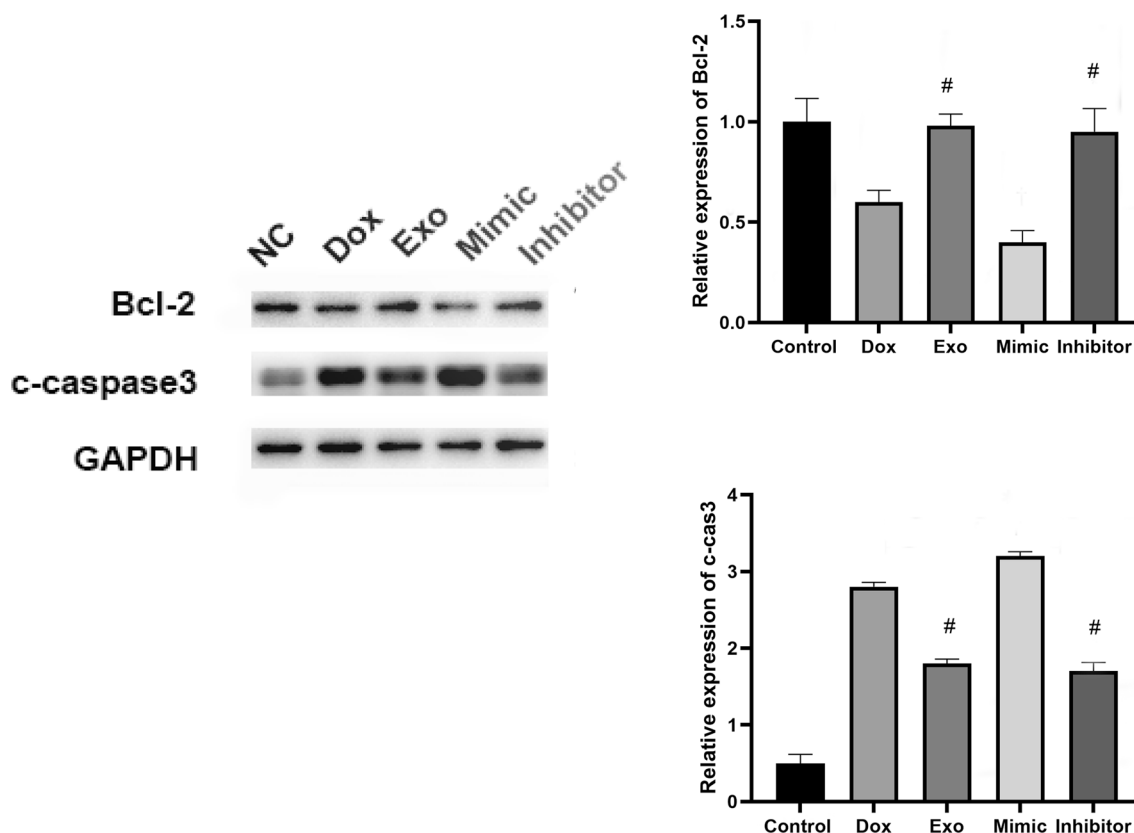 NC Dox Exo Mimic Inhibitor
Bcl-2
c-caspase3
GAPDH
Relative expression of Bcl-2
1.5
1.0
0.5
0.0
#
#
Control Dox Exo Mimic Inhibitor
Relative expression of c-cas3
4
3
2
1
0
#
#
Control Dox Exo Mimic Inhibitor